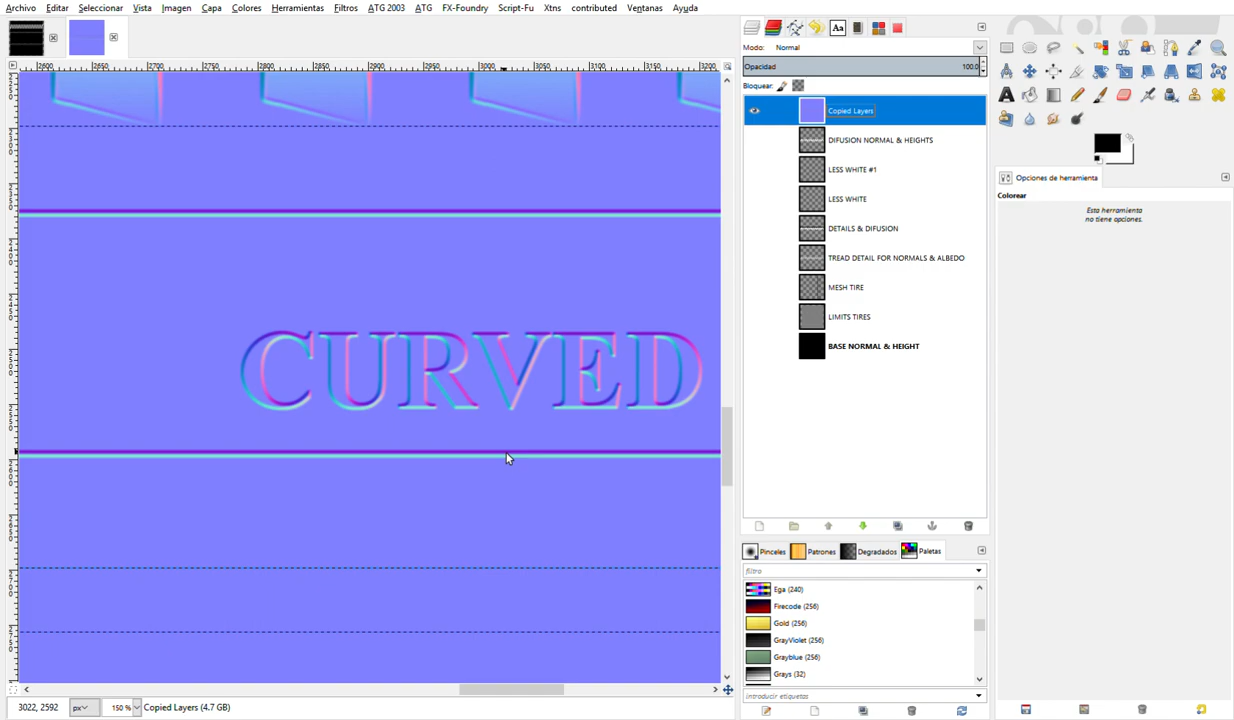 Archivo Editar Seleccionar Vista Imagen Capa Colores Herramientas Filtros ATG 2003 ATG FX-Foundry Script-Fu Xtns contributed Ventanas Ayuda
2600 2650 2700 2750 2800 2850 2900 2950 3000 3050 3100 3150 3200
Modo: Normal
Opacidad 100.0
Bloquear:
Copied Layers
DIFUSION NORMAL & HEIGHTS
LESS WHITE #1
LESS WHITE
DETAILS & DIFUSION
TREAD DETAIL FOR NORMALS & ALBEDO
MESH TIRE
LIMITS TIRES
BASE NORMAL & HEIGHT
Opciones de herramienta
Colorear
Esta herramienta
no tiene opciones.
CURVED
Pinceles Patrones Degradados Paletas
filtro
Ega (240)
Firecode (256)
Gold (256)
GrayViolet (256)
Grayblue (256)
Grays (32)
introducir etiquetas
3022, 2592 px 150 % Copied Layers (4.7 GB)